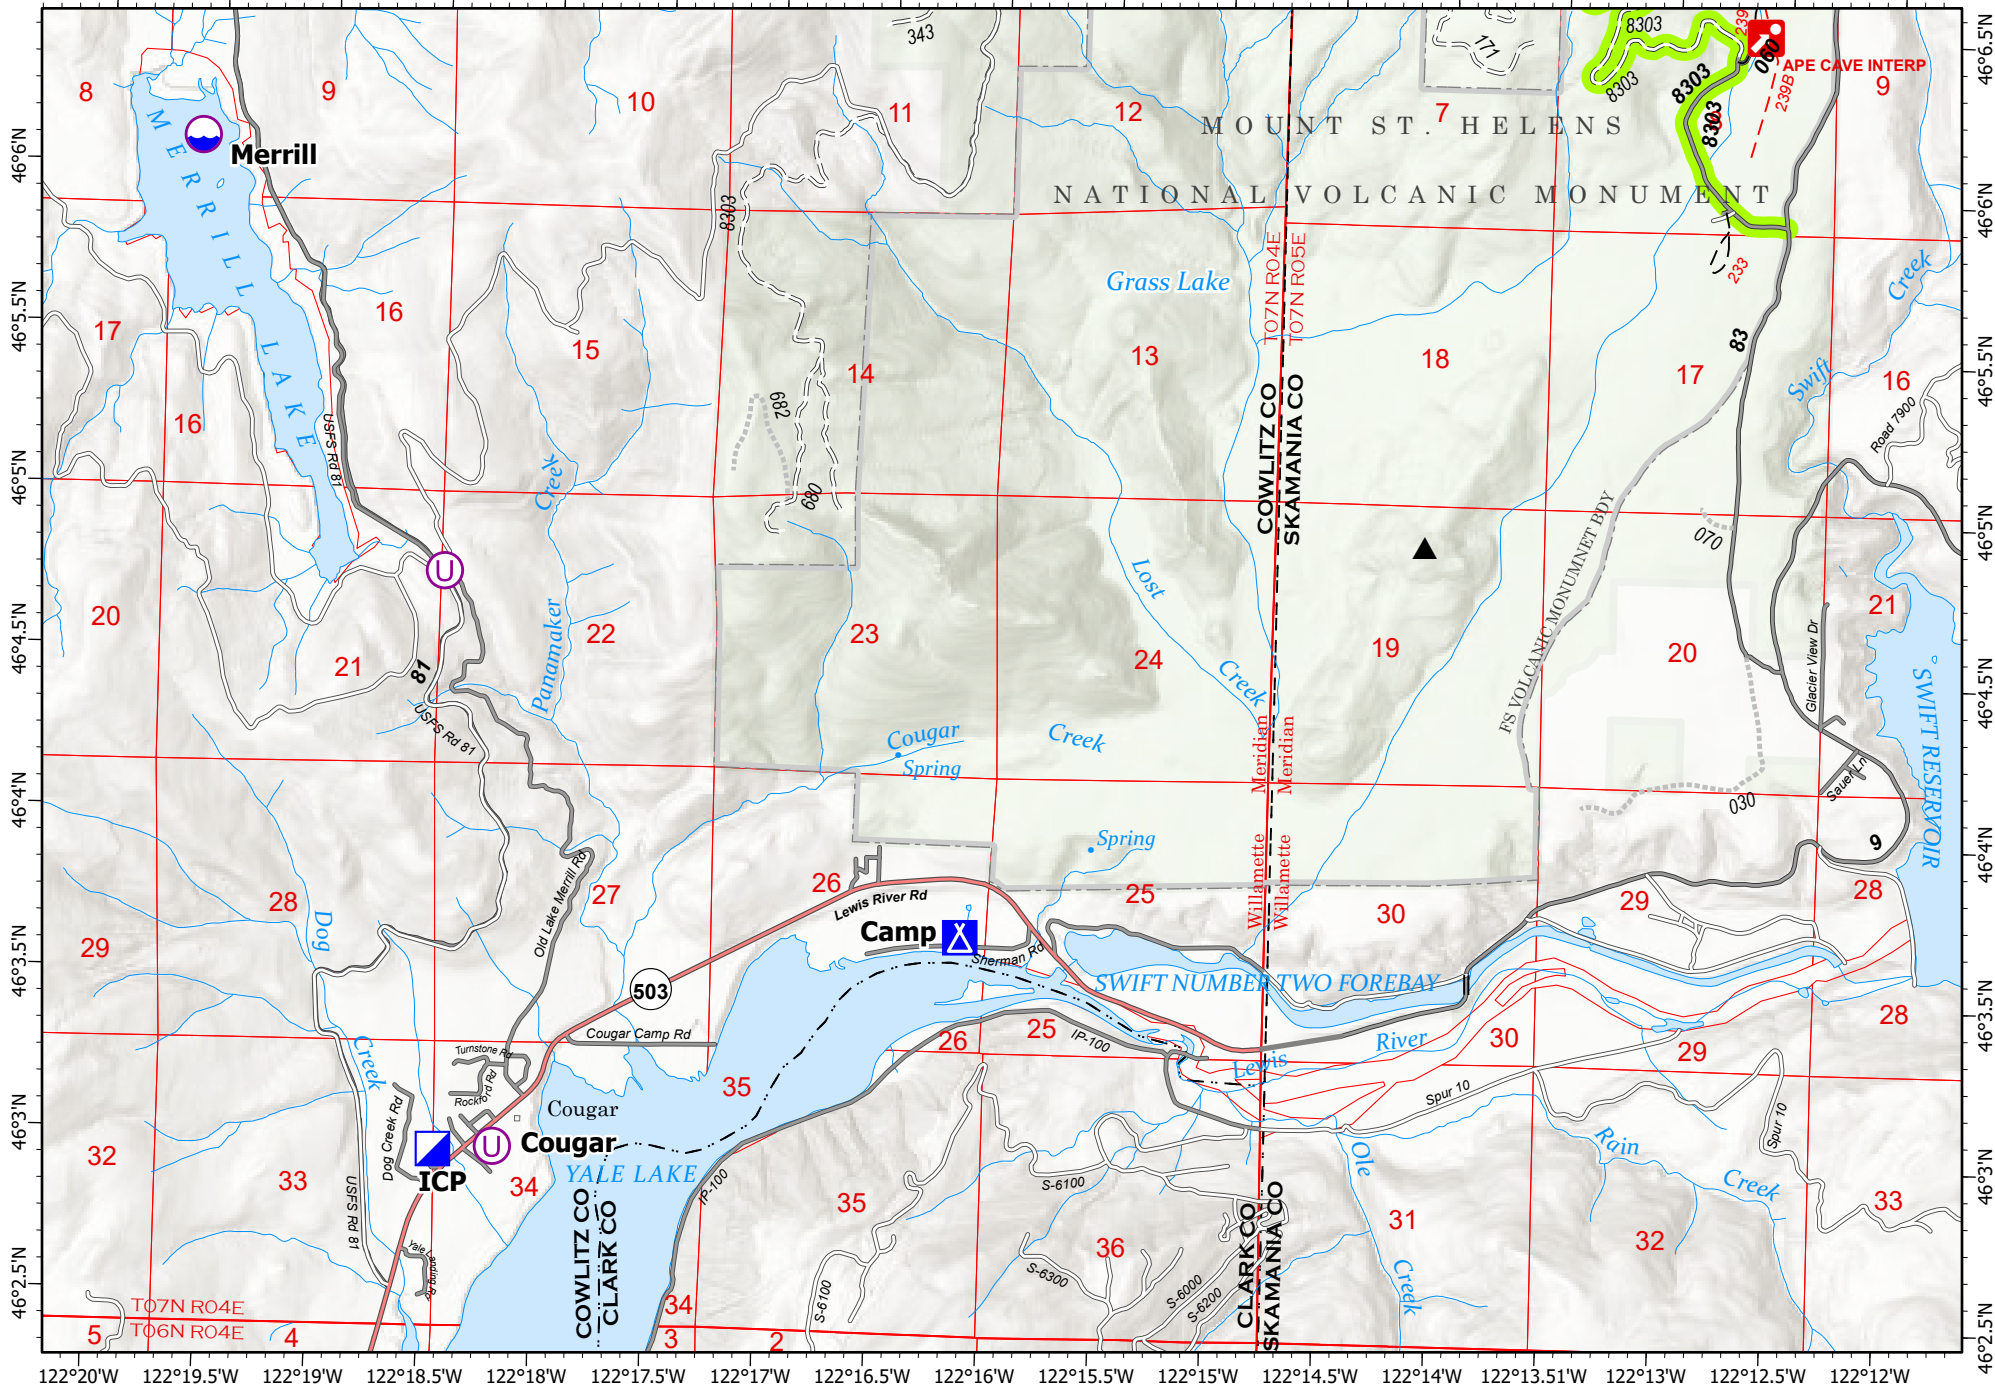 343
8303
171
239
060
8303
8303
8303
239B
APE CAVE INTERP
8
9
10
11
12
7
9
MOUNT ST. HELENS
NATIONAL VOLCANIC MONUMENT
Merrill
MERRILL LAKE
8303
T07N R04E
T07N R05E
233
Grass Lake
Creek
Swift
17
16
15
14
13
18
17
16
83
682
680
16
USFS Rd 81
Creek
Panamaker
COWLITZ CO
SKAMANIA CO
Road 7900
070
FS VOLCANIC MONUMNET BDY
U
Lost
Creek
20
21
22
23
24
19
20
21
81
USFS Rd 81
Glacier View Dr
SWIFT RESERVOIR
Cougar
Spring
Creek
Meridian
Meridian
Willamette
Willamette
Sauer Ln
030
9
Spring
Old Lake Merrill Rd
28
27
26
25
30
29
28
29
Dog
Creek
Lewis River Rd
Camp
Sherman Rd
503
SWIFT NUMBER TWO FOREBAY
Cougar Camp Rd
Turnstone Rd
Rockford Rd
26
25
IP-100
Lewis
River
30
29
28
35
Spur 10
Spur 10
Dog Creek Rd
Cougar
U
Cougar
ICP
YALE LAKE
IP-100
Ole
Creek
Rain
Creek
32
33
34
35
36
31
32
33
USFS Rd 81
Yale Landing Rd
S-6100
S-6100
S-6300
S-6000
S-6200
COWLITZ CO
CLARK CO
CLARK CO
SKAMANIA CO
T07N R04E
T06N R04E
5
4
34
3
2
46°6'N
46°5.5'N
46°5'N
46°4.5'N
46°4'N
46°3.5'N
46°3'N
46°2.5'N
46°6.5'N
46°6'N
46°5.5'N
46°5'N
46°4.5'N
46°4'N
46°3.5'N
46°3'N
46°2.5'N
122°20'W 122°19.5'W 122°19'W 122°18.5'W 122°18'W 122°17.5'W 122°17'W 122°16.5'W 122°16'W 122°15.5'W 122°15'W 122°14.5'W 122°14'W 122°13.51'W 122°13'W 122°12.5'W 122°12'W